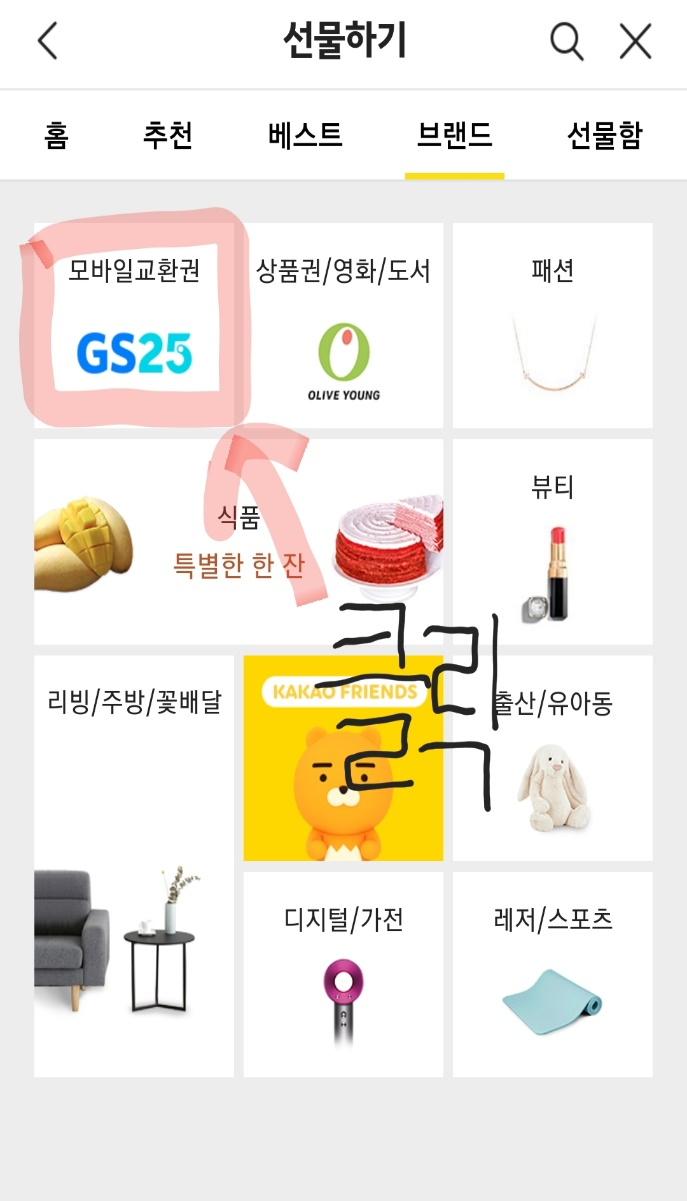 선물하기
홈 추천 베스트 브랜드 선물함
모바일교환권
GS25
상품권/영화/도서
OLIVE YOUNG
패션
식품
특별한 한 잔
뷰티
클릭
리빙/주방/꽃배달
KAKAO FRIENDS
출산/유아동
디지털/가전
레저/스포츠